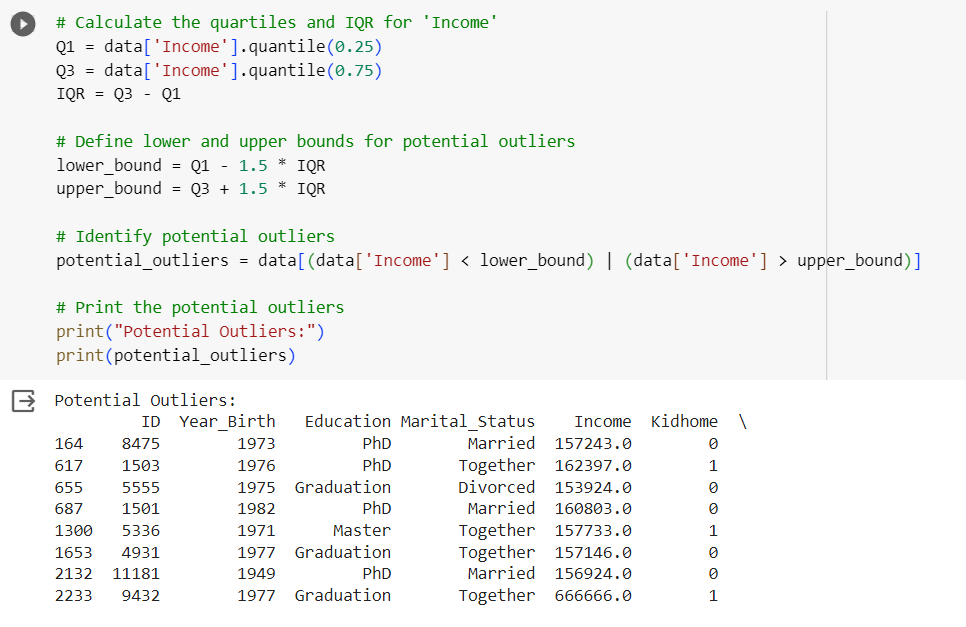 # Calculate the quartiles and IQR for 'Income'
Q1 = data['Income'].quantile(0.25)
Q3 = data['Income'].quantile(0.75)
IQR = Q3 - Q1
# Define lower and upper bounds for potential outliers
lower_bound = Q1 - 1.5 * IQR
upper_bound = Q3 + 1.5 * IQR
# Identify potential outliers
potential_outliers = data[(data['Income'] < lower_bound) | (data['Income'] > upper_bound)]
# Print the potential outliers
print("Potential Outliers:")
print(potential_outliers)
Potential Outliers:
ID Year_Birth Education Marital_Status Income Kidhome \
164 8475 1973 PhD Married 157243.0 0
617 1503 1976 PhD Together 162397.0 1
655 5555 1975 Graduation Divorced 153924.0 0
687 1501 1982 PhD Married 160803.0 0
1300 5336 1971 Master Together 157733.0 1
1653 4931 1977 Graduation Together 157146.0 0
2132 11181 1949 PhD Married 156924.0 0
2233 9432 1977 Graduation Together 666666.0 1